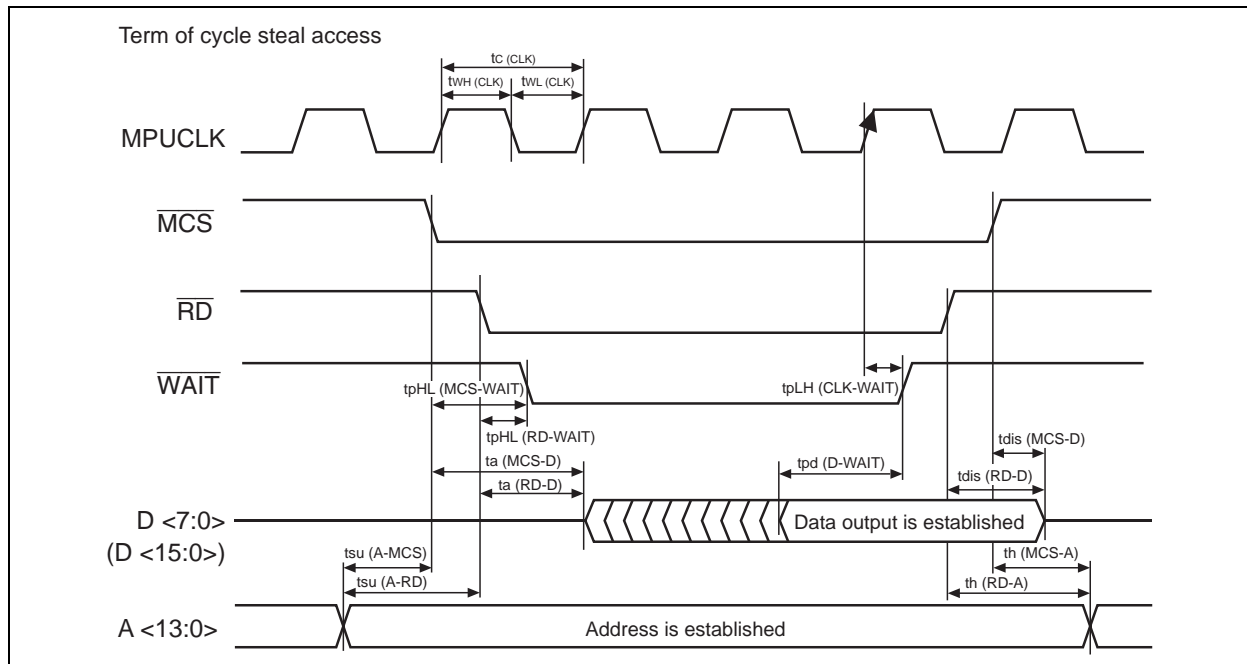 Term of cycle steal access
tC (CLK)
tWH (CLK) tWL (CLK)
MPUCLK
MCS
RD
WAIT
tpHL (MCS-WAIT)
tpLH (CLK-WAIT)
tpHL (RD-WAIT)
tdis (MCS-D)
ta (MCS-D)
tpd (D-WAIT)
tdis (RD-D)
ta (RD-D)
D <7:0>
Data output is established
(D <15:0>)
tsu (A-MCS)
th (MCS-A)
tsu (A-RD)
th (RD-A)
A <13:0>
Address is established